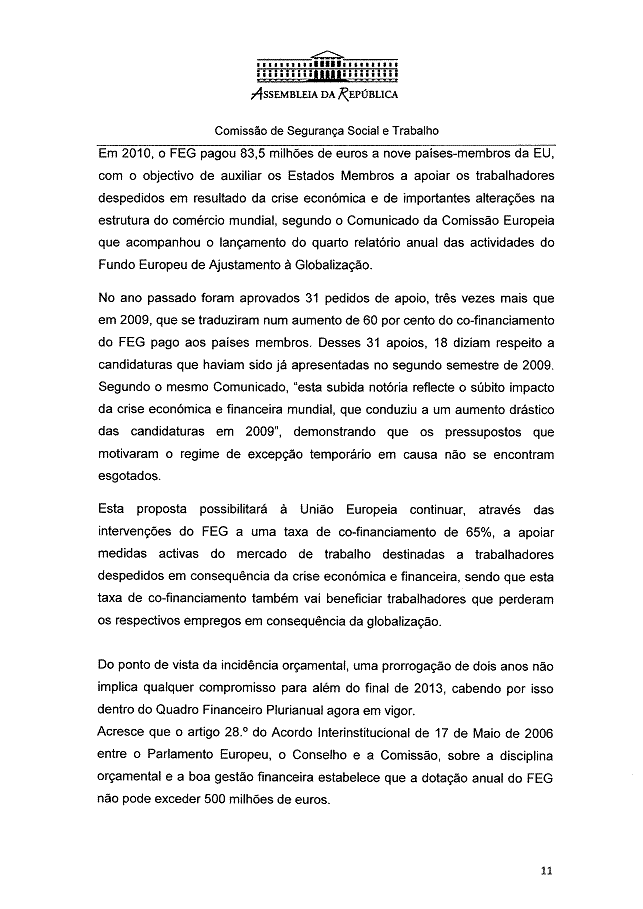 ASSEMBLEIA DA REPÚBLICA
Comissão de Segurança Social e Trabalho
Em 2010, o FEG pagou 83,5 milhões de euros a nove países-membros da EU,
com o objectivo de auxiliar os Estados Membros a apoiar os trabalhadores
despedidos em resultado da crise económica e de importantes alterações na
estrutura do comércio mundial, segundo o Comunicado da Comissão Europeia
que acompanhou o lançamento do quarto relatório anual das actividades do
Fundo Europeu de Ajustamento à Globalização.
No ano passado foram aprovados 31 pedidos de apoio, três vezes mais que
em 2009, que se traduziram num aumento de 60 por cento do co-financiamento
do FEG pago aos países membros. Desses 31 apoios, 18 diziam respeito a
candidaturas que haviam sido já apresentadas no segundo semestre de 2009.
Segundo o mesmo Comunicado, "esta subida notória reflecte o súbito impacto
da crise económica e financeira mundial, que conduziu a um aumento drástico
das candidaturas em 2009", demonstrando que os pressupostos que
motivaram o regime de excepção temporário em causa não se encontram
esgotados.
Esta proposta possibilitará à União Europeia continuar, através das
intervenções do FEG a uma taxa de co-financiamento de 65%, a apoiar
medidas activas do mercado de trabalho destinadas a trabalhadores
despedidos em consequência da crise económica e financeira, sendo que esta
taxa de co-financiamento também vai beneficiar trabalhadores que perderam
os respectivos empregos em consequência da globalização.
Do ponto de vista da incidência orçamental, uma prorrogação de dois anos não
implica qualquer compromisso para além do final de 2013, cabendo por isso
dentro do Quadro Financeiro Plurianual agora em vigor.
Acresce que o artigo 28.º do Acordo Interinstitucional de 17 de Maio de 2006
entre o Parlamento Europeu, o Conselho e a Comissão, sobre a disciplina
orçamental e a boa gestão financeira estabelece que a dotação anual do FEG
não pode exceder 500 milhões de euros.
11